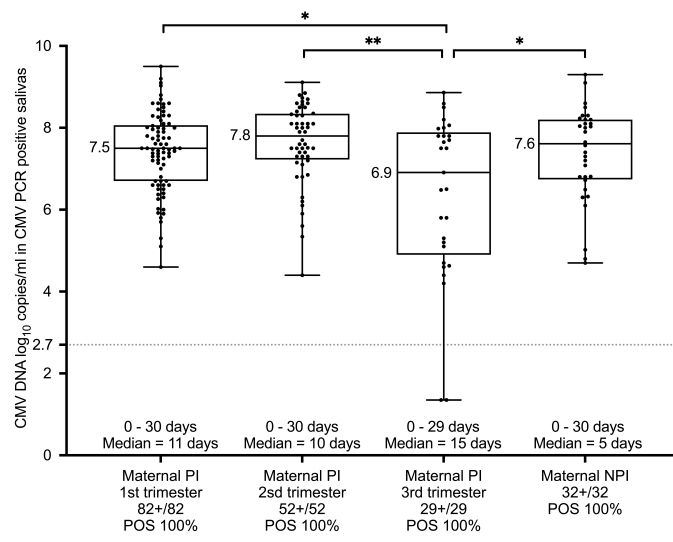 *
** *
CMV DNA log10 copies/ml in CMV PCR positive salivas
10
8
6
4
2.7
2
0
7.5
7.8
6.9
7.6
0 - 30 days
Median = 11 days
0 - 30 days
Median = 10 days
0 - 29 days
Median = 15 days
0 - 30 days
Median = 5 days
Maternal PI
1st trimester
82+/82
POS 100%
Maternal PI
2sd trimester
52+/52
POS 100%
Maternal PI
3rd trimester
29+/29
POS 100%
Maternal NPI
32+/32
POS 100%